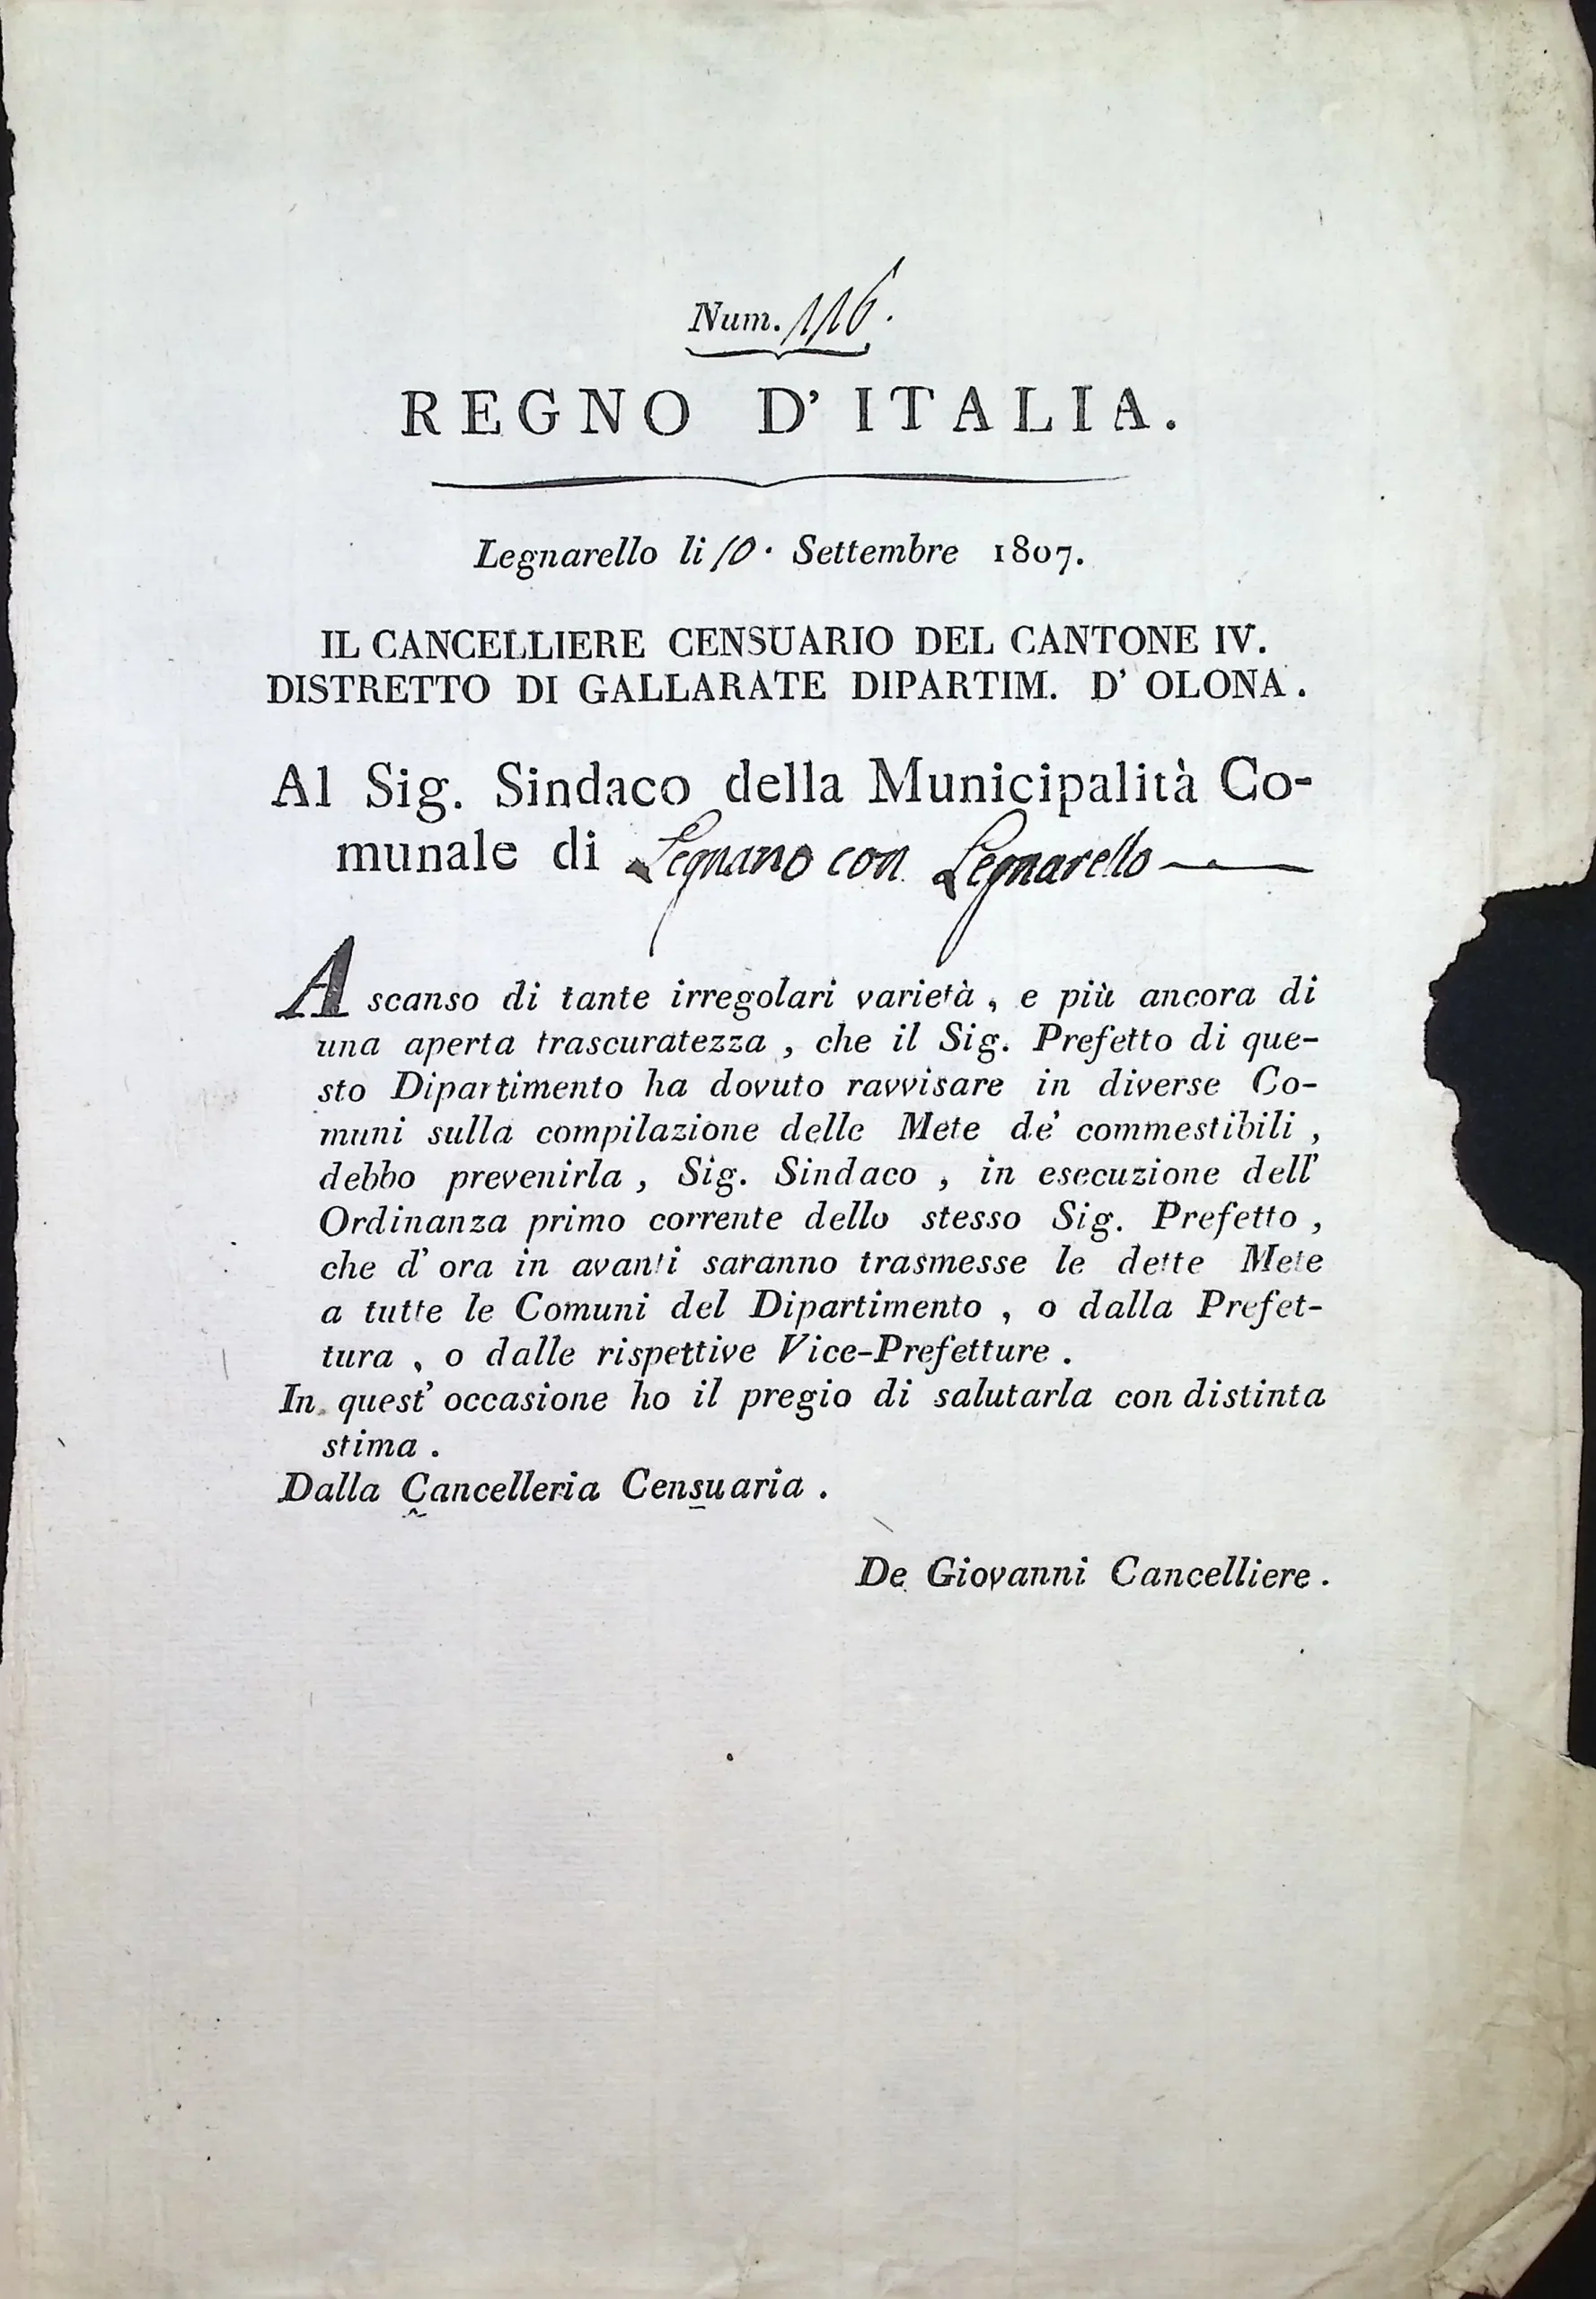 Num. 116.
REGNO D' ITALIA.
Legnarello li 10. Settembre 1807.
IL CANCELLIERE CENSUARIO DEL CANTONE IV.
DISTRETTO DI GALLARATE DIPARTIM. D' OLONA.
Al Sig. Sindaco della Municipalità Co-
munale di Legnano con Legnarello
A scanso di tante irregolari varietà, e più ancora di
una aperta trascuratezza, che il Sig. Prefetto di que-
sto Dipartimento ha dovuto ravvisare in diverse Co-
muni sulla compilazione delle Mete de' commestibili,
debbo prevenirla, Sig. Sindaco, in esecuzione dell'
Ordinanza primo corrente dello stesso Sig. Prefetto,
che d' ora in avanti saranno trasmesse le dette Mete
a tutte le Comuni del Dipartimento, o dalla Prefet-
tura, o dalle rispettive Vice-Prefetture.
In quest' occasione ho il pregio di salutarla con distinta
stima.
Dalla Cancelleria Censuaria.
De Giovanni Cancelliere.